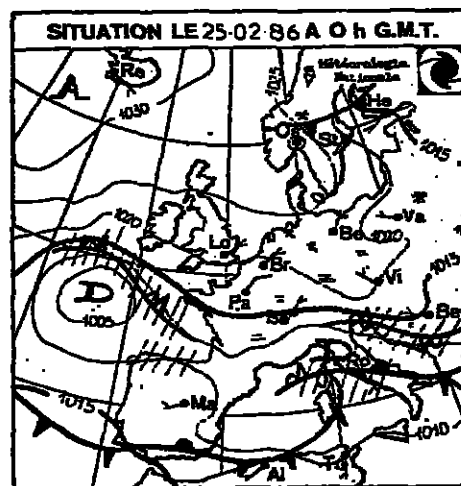 SITUATION LE 25-02-86 A O h G.M.T.
Météorologie
Nationale
Re
A
1030
1025
He
Os
St
1015
1020
Lo
Be
Va
1020
Br
Vi
1015
D
1005
Pa
Be
Ma
1015
1010
Al
Tu